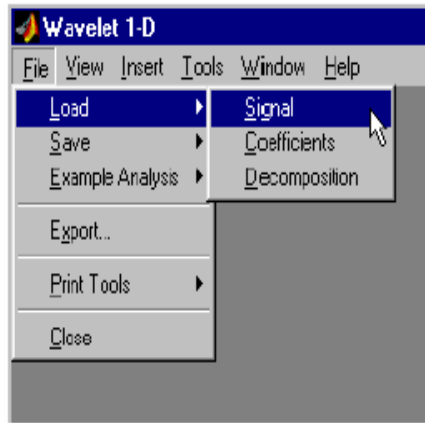 Wavelet 1-D
File View Insert Tools Window Help
Load
Save
Example Analysis
Export...
Print Tools
Close
Signal
Coefficients
Decomposition